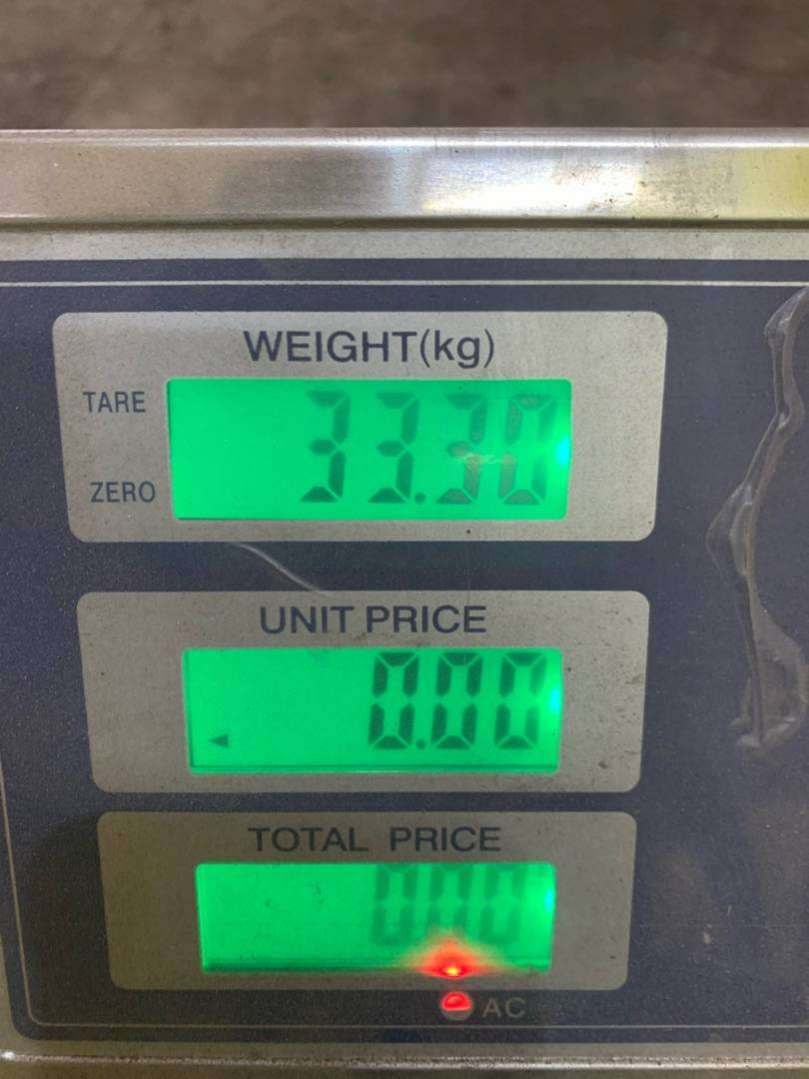 WEIGHT(kg)
TARE
33.30
ZERO
UNIT PRICE
0.00
TOTAL PRICE
0.00
AC